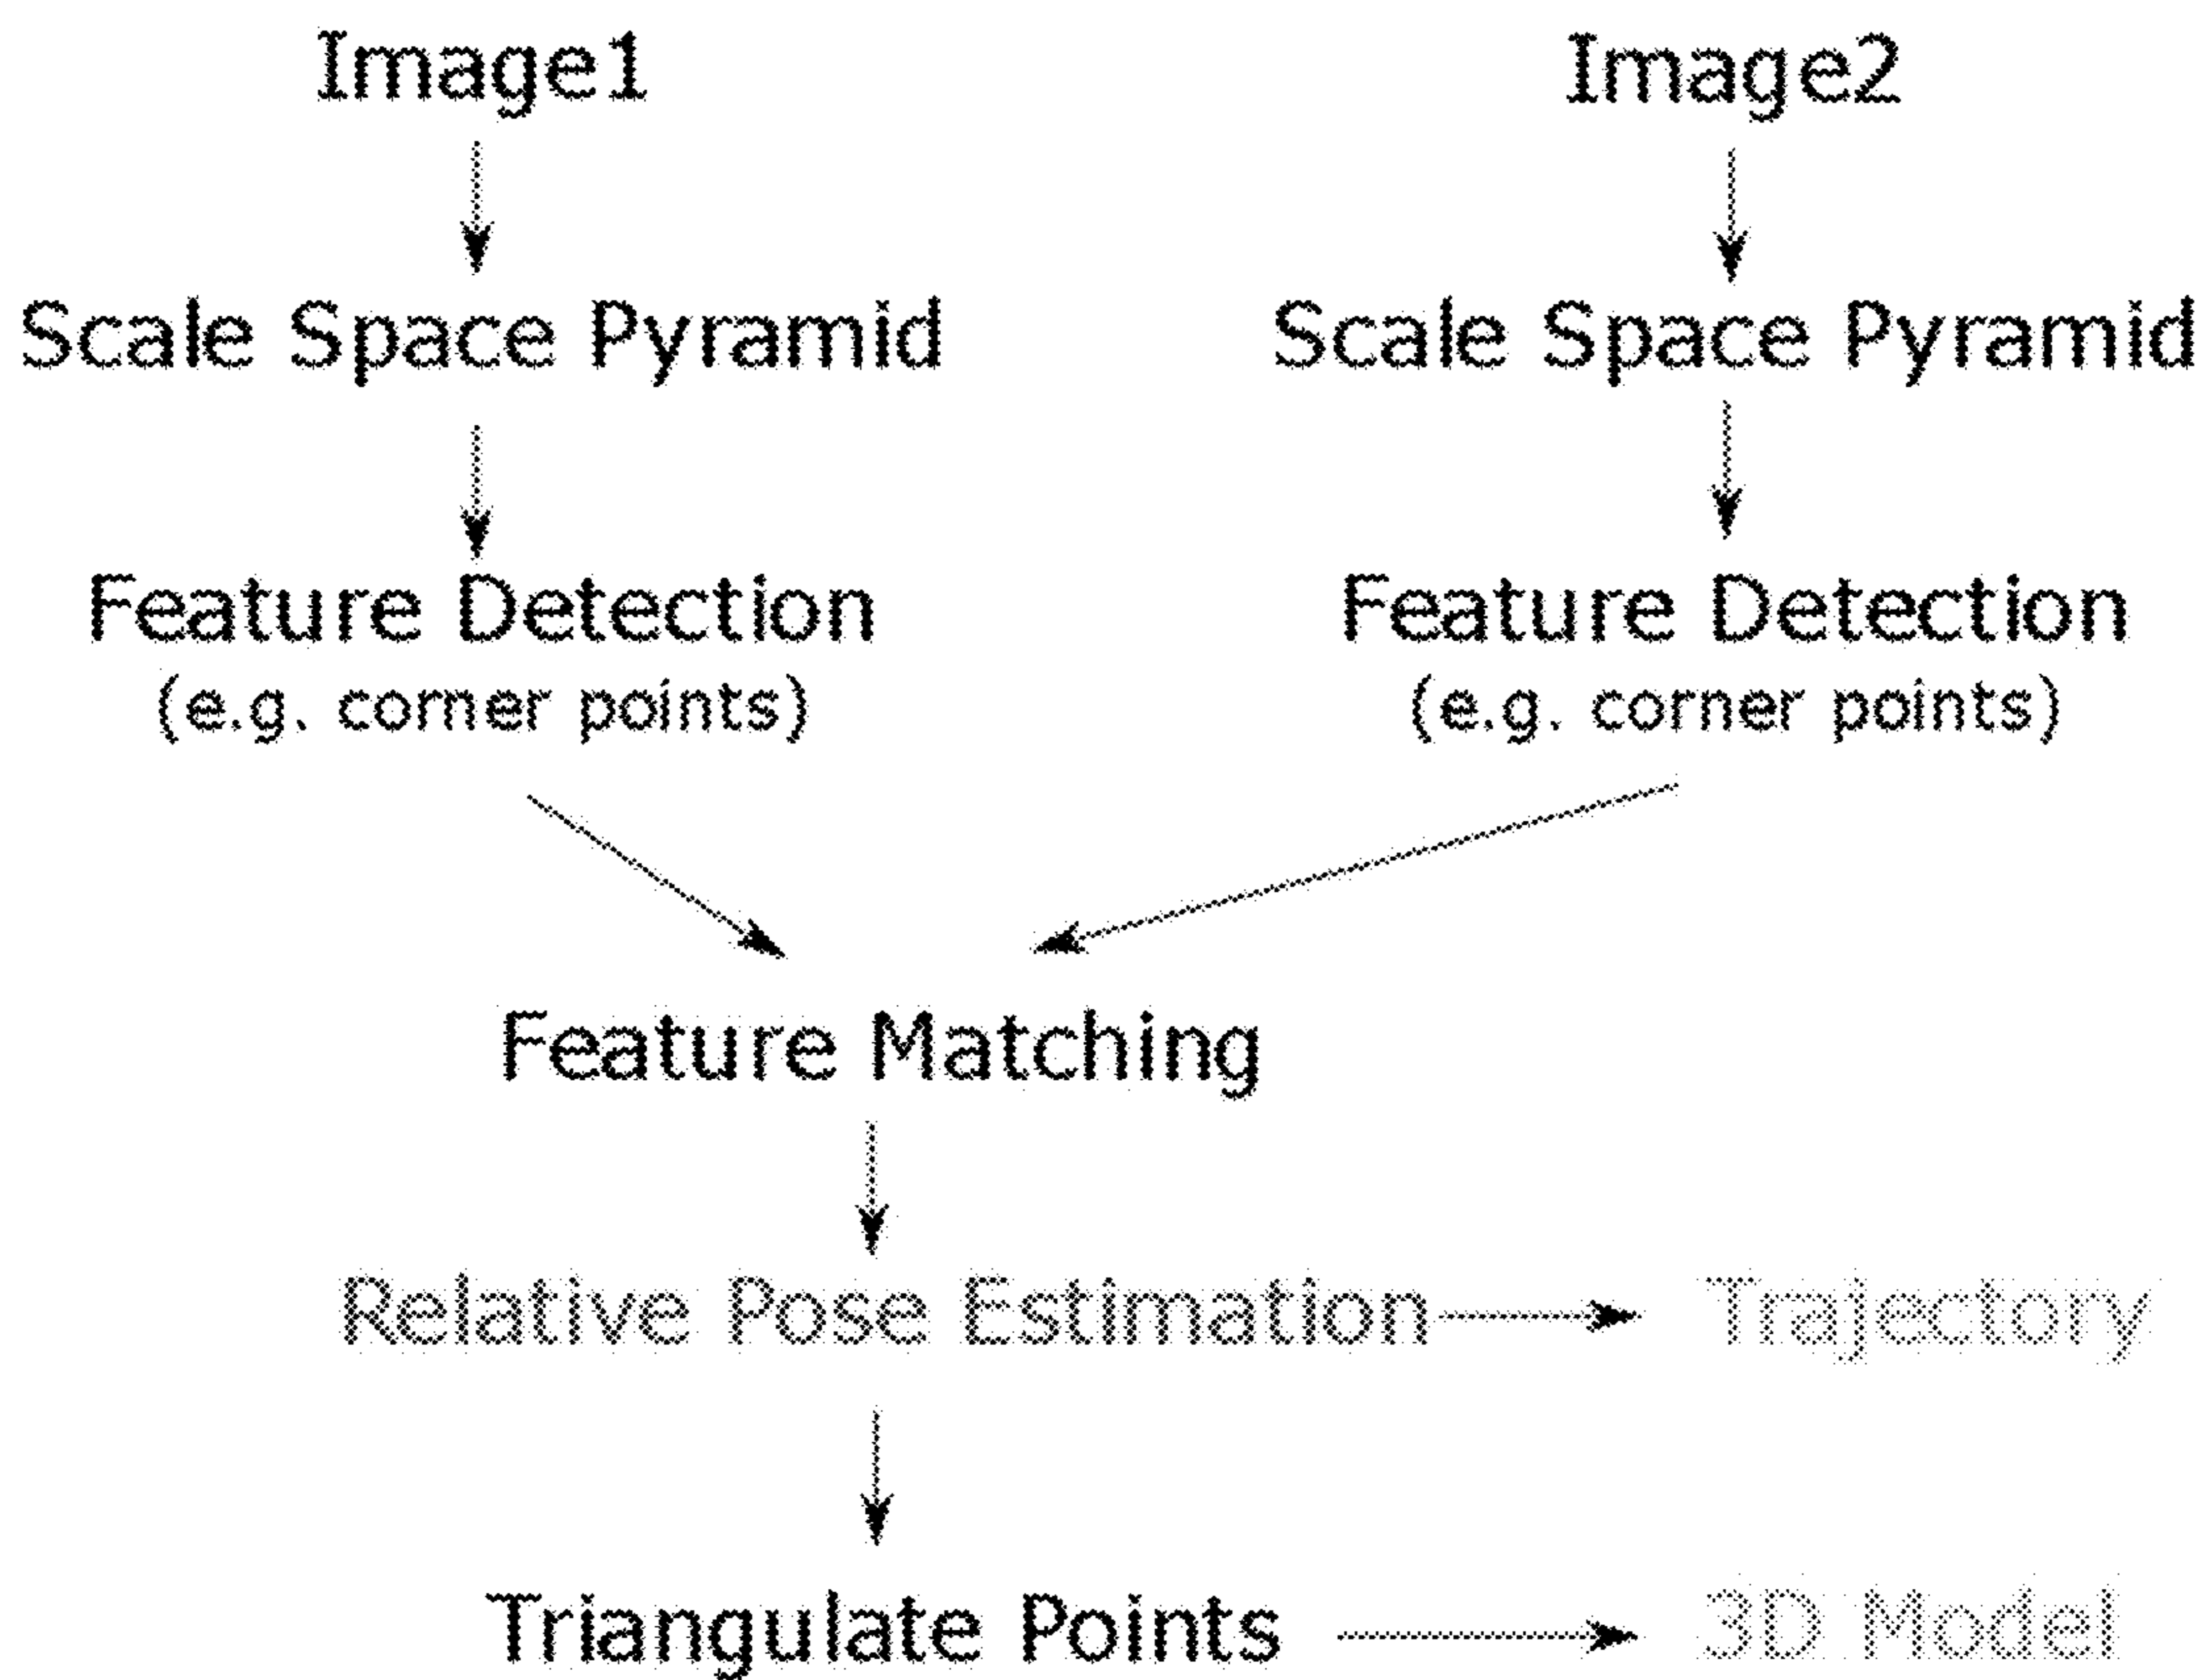 Image1
Image2
Scale Space Pyramid
Scale Space Pyramid
Feature Detection
(e.g. corner points)
Feature Detection
(e.g. corner points)
Feature Matching
Relative Pose Estimation
Trajectory
Triangulate Points
3D Model